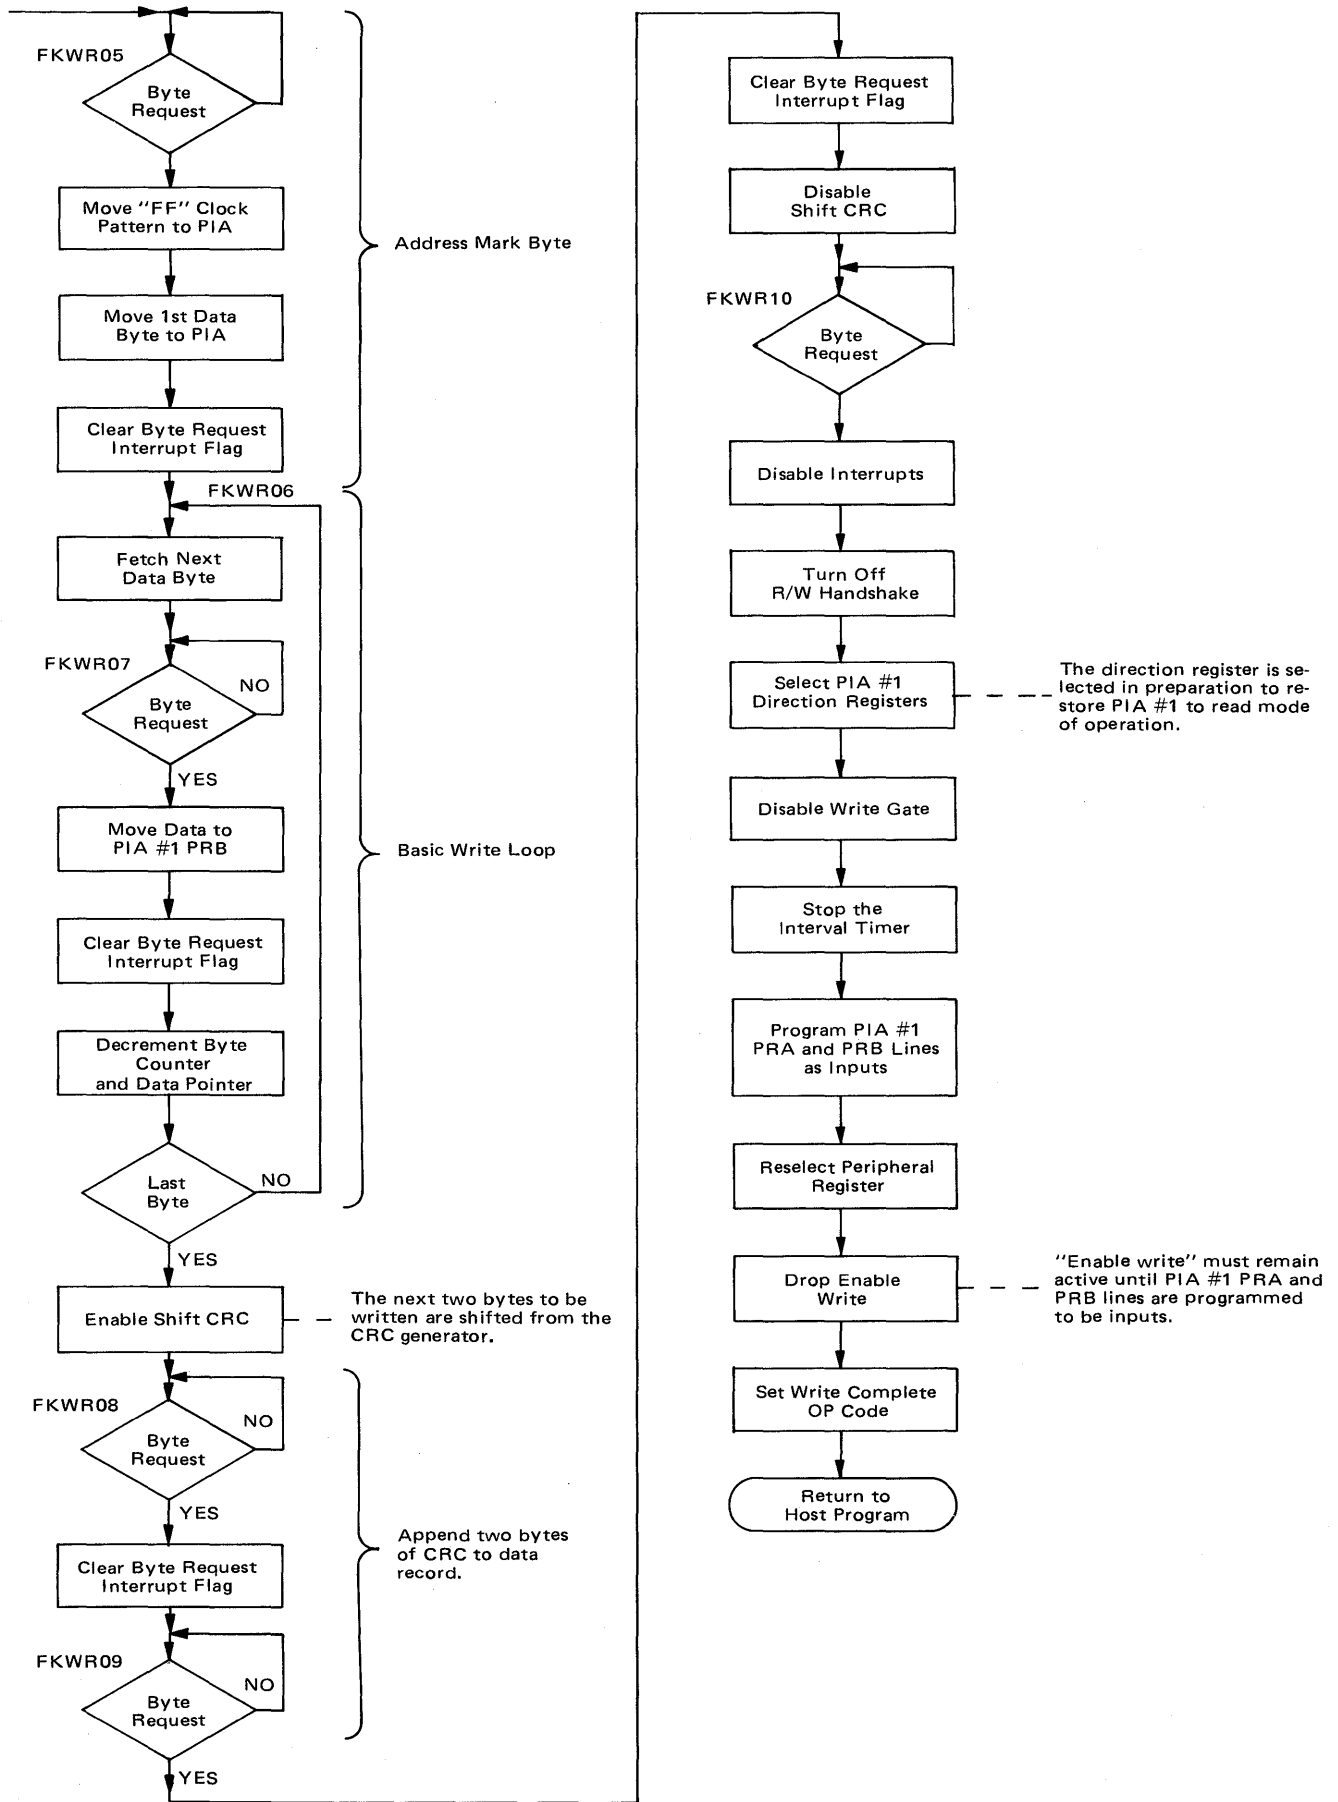 FKWR05
Byte
Request
Move "FF" Clock
Pattern to PIA
Move 1st Data
Byte to PIA
Clear Byte Request
Interrupt Flag
Address Mark Byte
FKWR06
Fetch Next
Data Byte
FKWR07
NO
Byte
Request
YES
Move Data to
PIA #1 PRB
Clear Byte Request
Interrupt Flag
Decrement Byte
Counter
and Data Pointer
Last
Byte
NO
YES
Basic Write Loop
Enable Shift CRC
The next two bytes to be
written are shifted from the
CRC generator.
FKWR08
NO
Byte
Request
YES
Clear Byte Request
Interrupt Flag
FKWR09
NO
Byte
Request
YES
Append two bytes
of CRC to data
record.
Clear Byte Request
Interrupt Flag
Disable
Shift CRC
FKWR10
Byte
Request
Disable Interrupts
Turn Off
R/W Handshake
Select PIA #1
Direction Registers
The direction register is se-
lected in preparation to re-
store PIA #1 to read mode
of operation.
Disable Write Gate
Stop the
Interval Timer
Program PIA #1
PRA and PRB Lines
as Inputs
Reselect Peripheral
Register
Drop Enable
Write
"Enable write" must remain
active until PIA #1 PRA and
PRB lines are programmed
to be inputs.
Set Write Complete
OP Code
Return to
Host Program